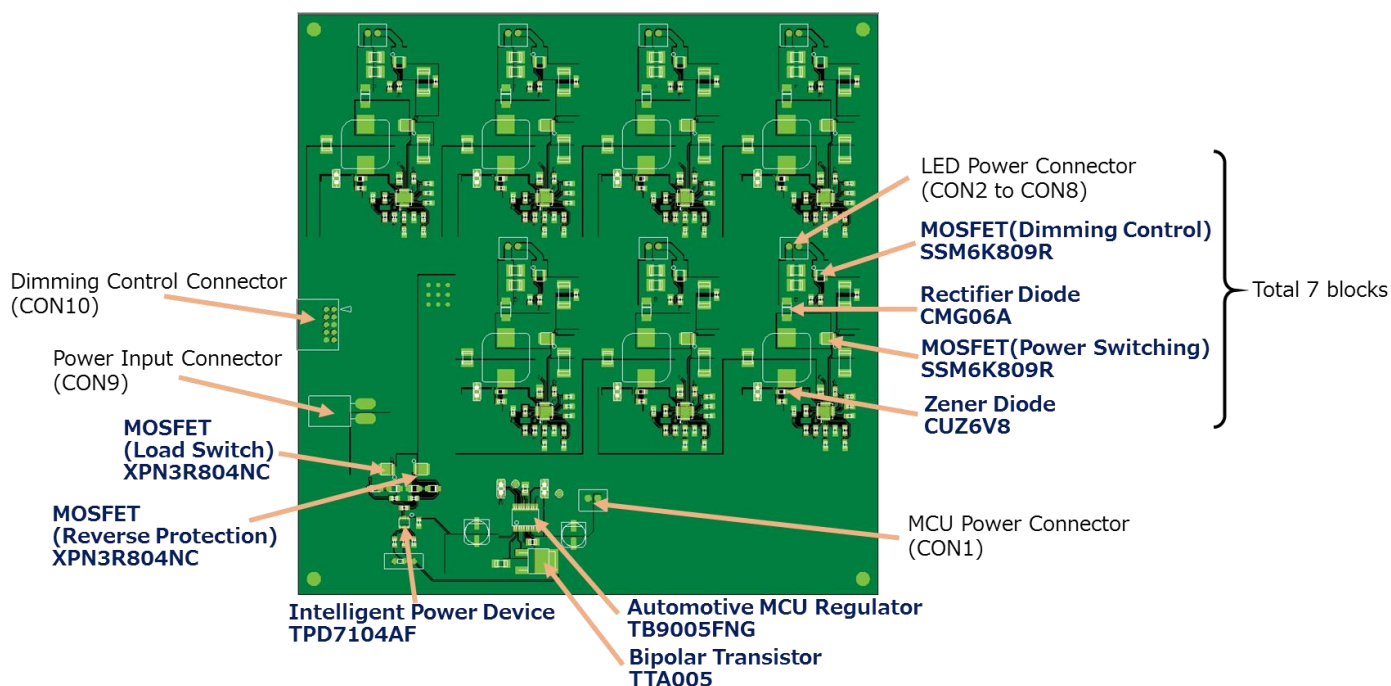 LED Power Connector
(CON2 to CON8)
MOSFET(Dimming Control)
SSM6K809R
Rectifier Diode
CMG06A
MOSFET(Power Switching)
SSM6K809R
Zener Diode
CUZ6V8
Total 7 blocks
Dimming Control Connector
(CON10)
Power Input Connector
(CON9)
MOSFET
(Load Switch)
XPN3R804NC
MOSFET
(Reverse Protection)
XPN3R804NC
MCU Power Connector
(CON1)
Intelligent Power Device
TPD7104AF
Automotive MCU Regulator
TB9005FNG
Bipolar Transistor
TTA005